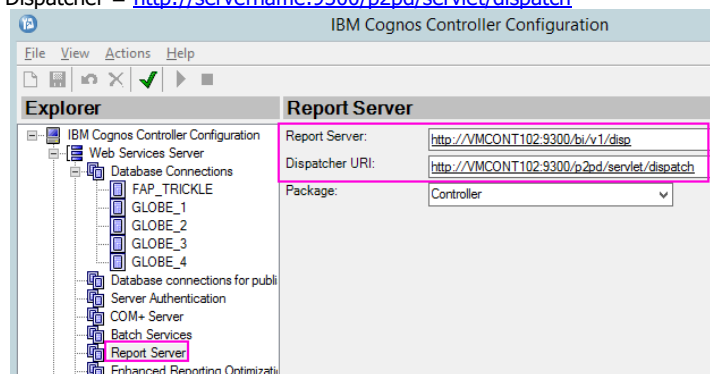 Dispatcher = http://servername:9300/p2pd/servlet/dispatch
IBM Cognos Controller Configuration
File View Actions Help
Explorer
Report Server
IBM Cognos Controller Configuration
Web Services Server
Database Connections
FAP_TRICKLE
GLOBE_1
GLOBE_2
GLOBE_3
GLOBE_4
Database connections for publi
Server Authentication
COM+ Server
Batch Services
Report Server
Enhanced Reporting Optimizati
Report Server: http://VMCONT102:9300/bi/v1/disp
Dispatcher URI: http://VMCONT102:9300/p2pd/servlet/dispatch
Package: Controller